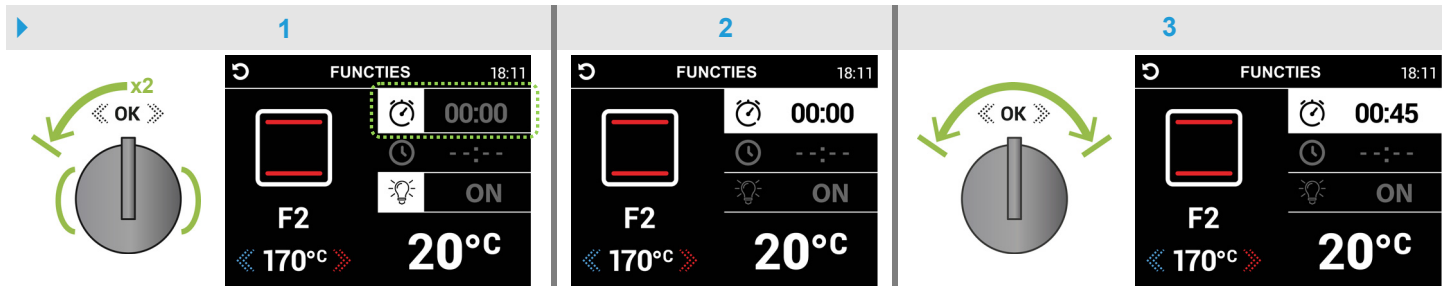 1
2
3
x2
OK
FUNCTIES 18:11
00:00
--:--
ON
F2
170°C
20°C
FUNCTIES 18:11
00:00
--:--
ON
F2
170°C
20°C
OK
FUNCTIES 18:11
00:45
--:--
ON
F2
170°C
20°C